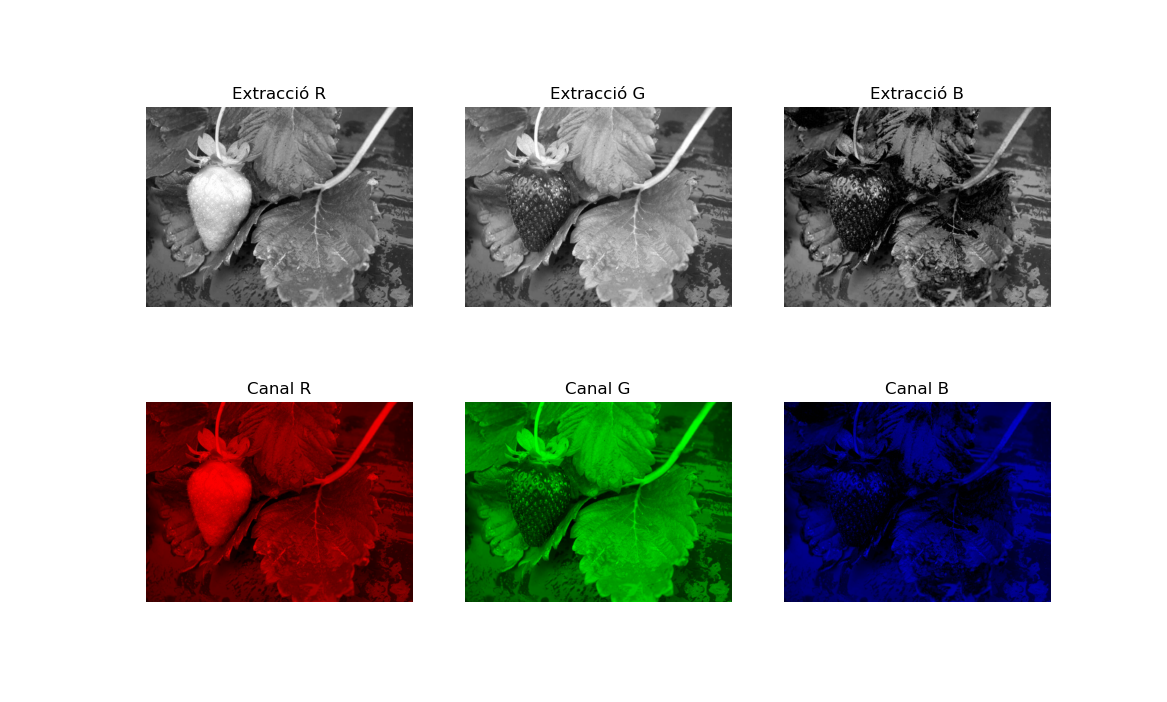 Extracció R
Extracció G
Extracció B
Canal R
Canal G
Canal B